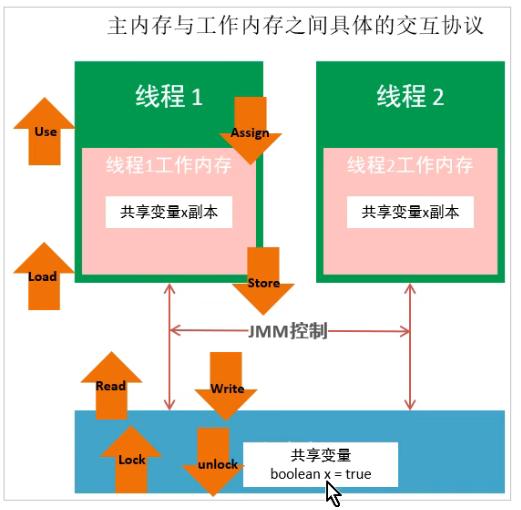 主内存与工作内存之间具体的交互协议
线程 1
线程 2
Use
Assign
线程1工作内存
线程2工作内存
共享变量x副本
共享变量x副本
Load
Store
JMM控制
Read
Write
Lock
unlock
共享变量
boolean x = true